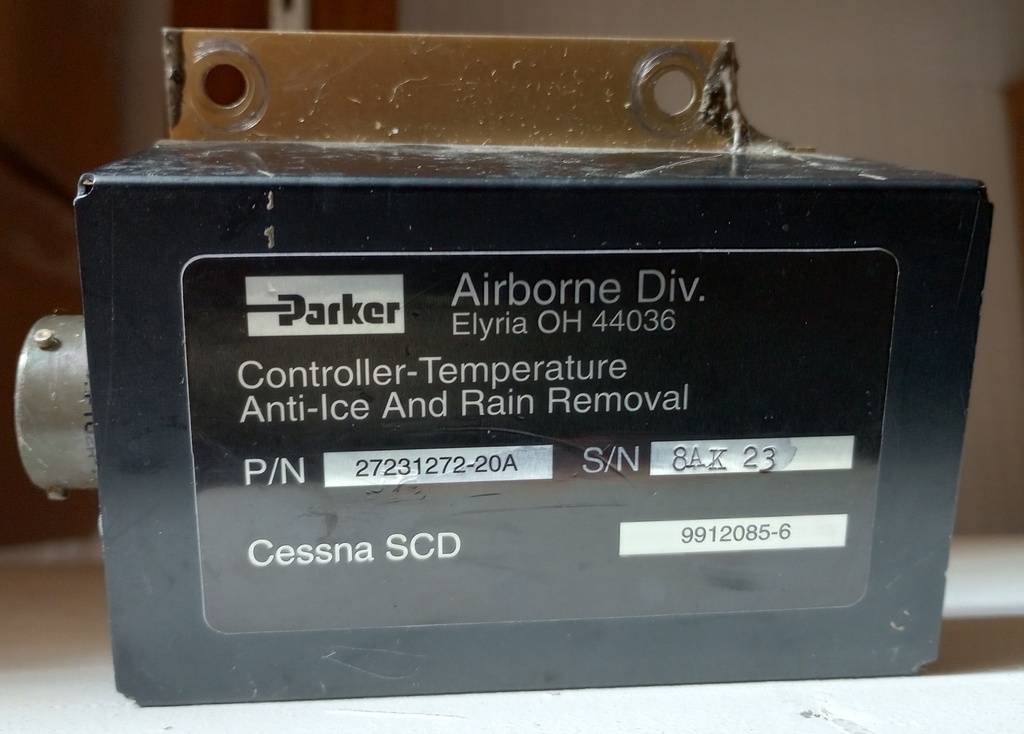 Parker
Airborne Div.
Elyria OH 44036
Controller-Temperature
Anti-Ice And Rain Removal
P/N 27231272-20A S/N 8AK 23
Cessna SCD 9912085-6